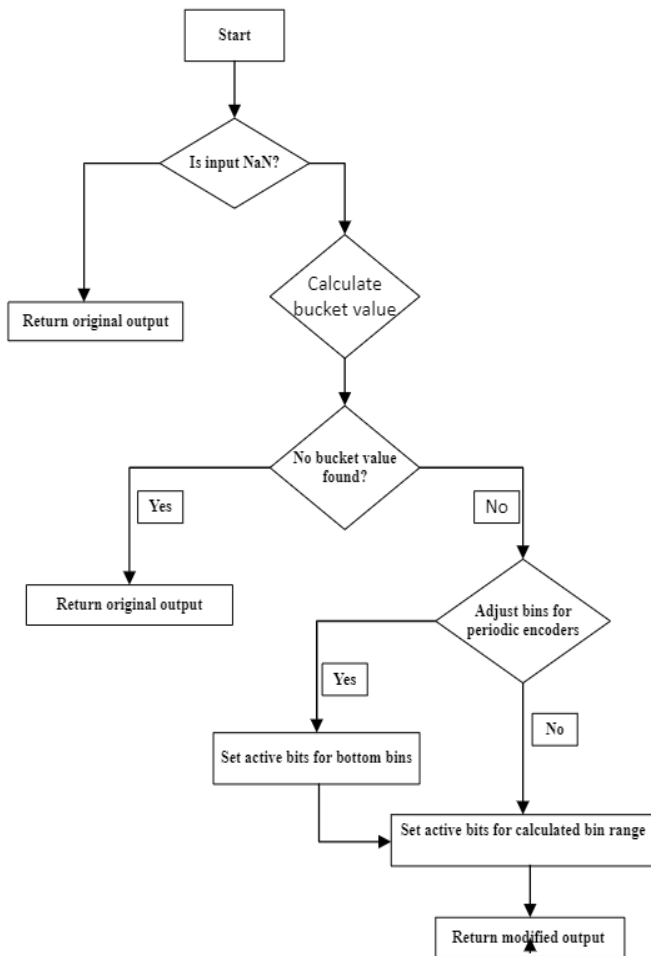 Start
Is input NaN?
Calculate
bucket value
Return original output
No bucket value
found?
Yes
No
Return original output
Adjust bins for
periodic encoders
Yes
No
Set active bits for bottom bins
Set active bits for calculated bin range
Return modified output